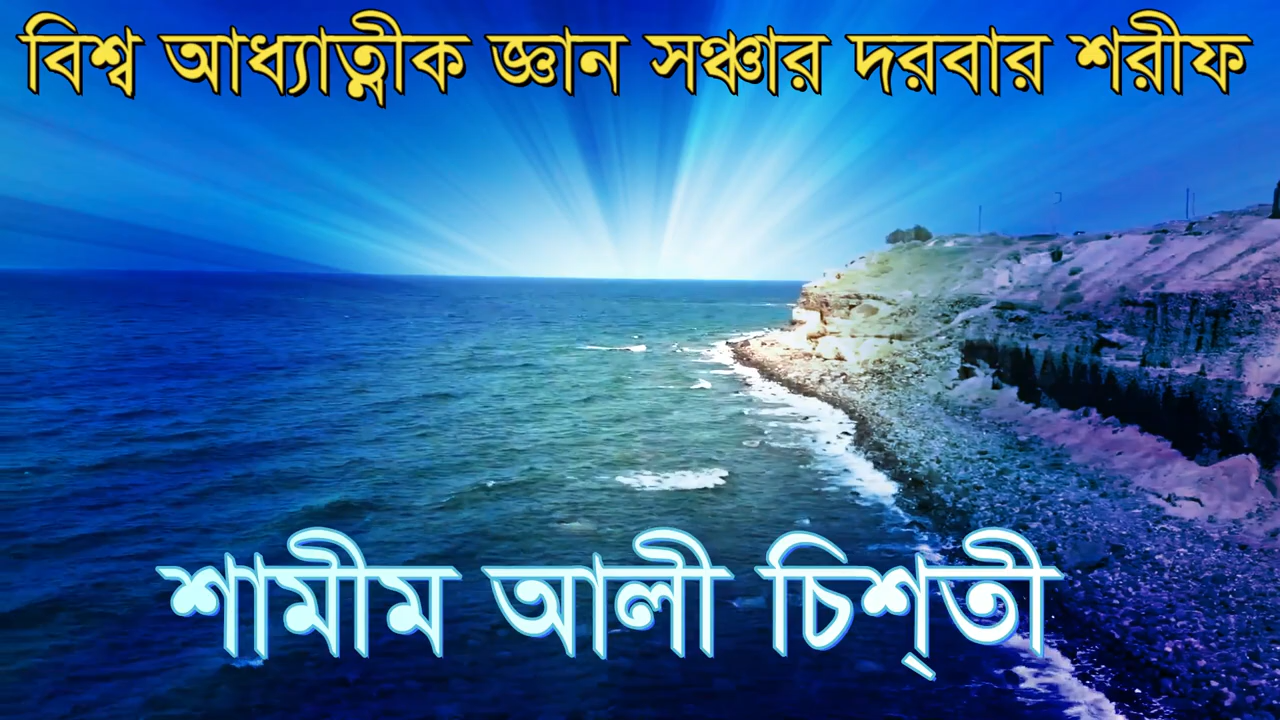 বিশ্ব আধ্যাত্নীক জ্ঞান সঞ্চার দরবার শরীফ
শামীম আলী চিশ্‌তী